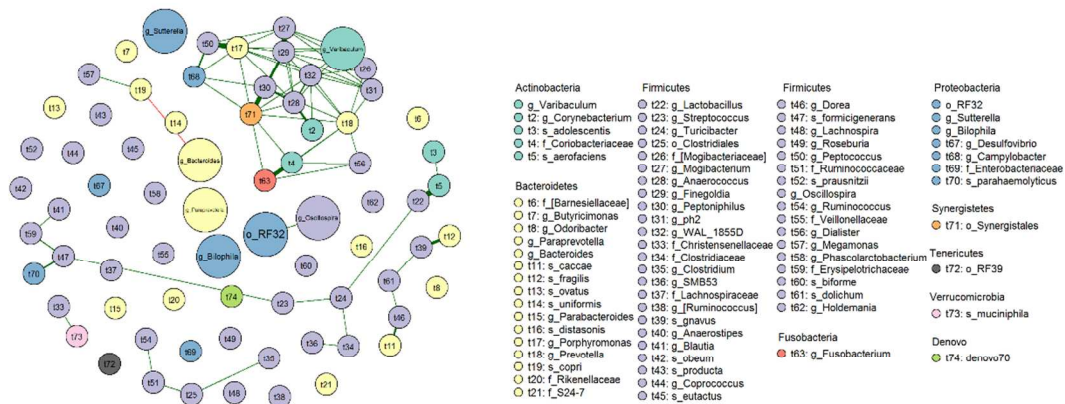 g_Sutterella
t50
t27
t17
t29
g_Varibaculum
t7
t57
t68
t32
t26
t31
t19
t30
t28
t13
t43
t14
t71
t2
t18
t6
t52
t44
t45
g_Bacteroides
t4
t56
t3
t42
t67
t58
t63
t5
t41
t40
g_Paraprevotella
t62
t22
t59
o_RF32
g_Oscillospira
t12
t47
t55
g_Bilophila
t16
t39
t70
t37
t60
t61
t8
t33
t15
t20
t74
t23
t24
t46
t73
t54
t49
t36
t34
t11
t72
t69
t35
t51
t25
t48
t38
t21
Actinobacteria
g_Varibaculum
t2: g_Corynebacterium
t3: s_adolescentis
t4: f_Coriobacteriaceae
t5: s_aerofaciens
Bacteroidetes
t6: f_[Barnesiellaceae]
t7: g_Butyricimonas
t8: g_Odoribacter
g_Paraprevotella
g_Bacteroides
t11: s_caccae
t12: s_fragilis
t13: s_ovatus
t14: s_uniformis
t15: g_Parabacteroides
t16: s_distasonis
t17: g_Porphyromonas
t18: g_Prevotella
t19: s_copri
t20: f_Rikenellaceae
t21: f_S24-7
Firmicutes
t22: g_Lactobacillus
t23: g_Streptococcus
t24: g_Turicibacter
t25: o_Clostridiales
t26: f_[Mogibacteriaceae]
t27: g_Mogibacterium
t28: g_Anaerococcus
t29: g_Finegoldia
t30: g_Peptoniphilus
t31: g_ph2
t32: g_WAL_1855D
t33: f_Christensenellaceae
t34: f_Clostridiaceae
t35: g_Clostridium
t36: g_SMB53
t37: f_Lachnospiraceae
t38: g_[Ruminococcus]
t39: s_gnavus
t40: g_Anaerostipes
t41: g_Blautia
t42: s_obeum
t43: s_producta
t44: g_Coprococcus
t45: s_eutactus
Firmicutes
t46: g_Dorea
t47: s_formicigenerans
t48: g_Lachnospira
t49: g_Roseburia
t50: g_Peptococcus
t51: f_Ruminococcaceae
t52: s_prausnitzii
g_Oscillospira
t54: g_Ruminococcus
t55: f_Veillonellaceae
t56: g_Dialister
t57: g_Megamonas
t58: g_Phascolarctobacterium
t59: f_Erysipelotrichaceae
t60: s_biforme
t61: s_dolichum
t62: g_Holdemania
Fusobacteria
t63: g_Fusobacterium
Proteobacteria
o_RF32
g_Sutterella
g_Bilophila
t67: g_Desulfovibrio
t68: g_Campylobacter
t69: f_Enterobacteriaceae
t70: s_parahaemolyticus
Synergistetes
t71: o_Synergistales
Tenericutes
t72: o_RF39
Verrucomicrobia
t73: s_muciniphila
Denovo
t74: denovo70